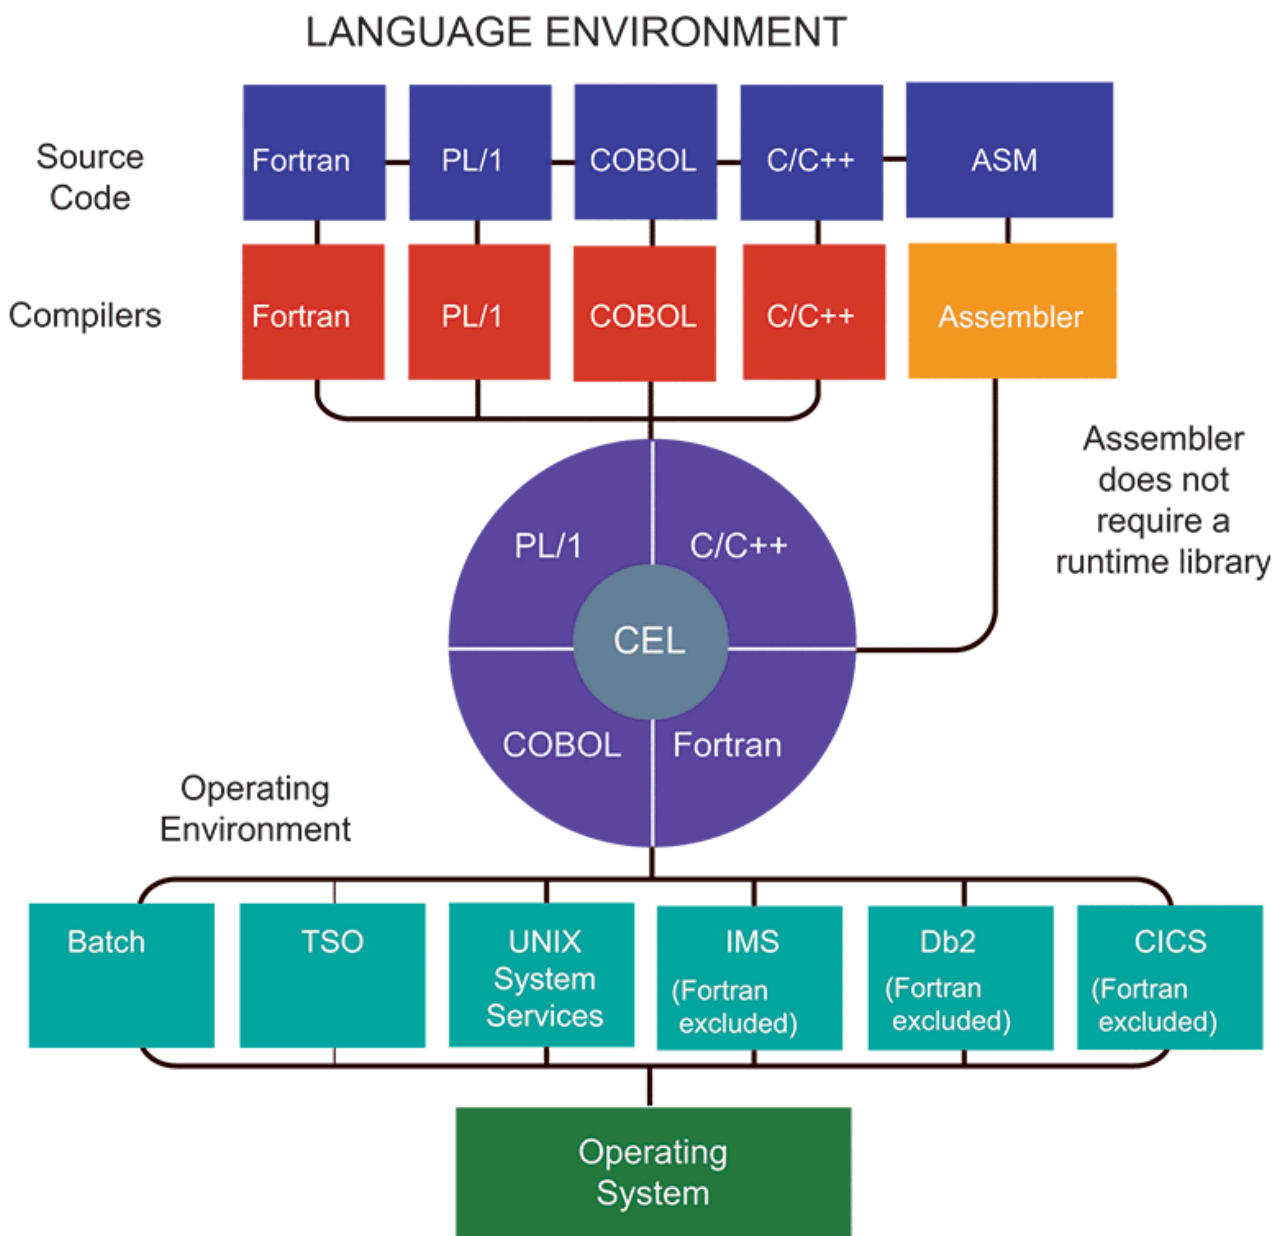 LANGUAGE ENVIRONMENT
Source
Code
Fortran
PL/1
COBOL
C/C++
ASM
Compilers
Fortran
PL/1
COBOL
C/C++
Assembler
Assembler
does not
require a
runtime library
PL/1
C/C++
CEL
COBOL
Fortran
Operating
Environment
Batch
TSO
UNIX
System
Services
IMS
(Fortran
excluded)
Db2
(Fortran
excluded)
CICS
(Fortran
excluded)
Operating
System